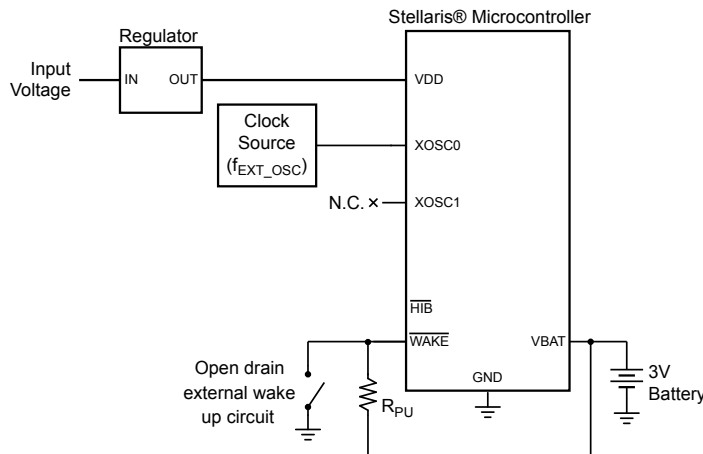 Stellaris® Microcontroller
Regulator
Input
Voltage
IN
OUT
VDD
Clock
Source
(fEXT_OSC)
XOSC0
N.C.
XOSC1
HIB
WAKE
VBAT
Open drain
external wake
up circuit
RPU
GND
3V
Battery